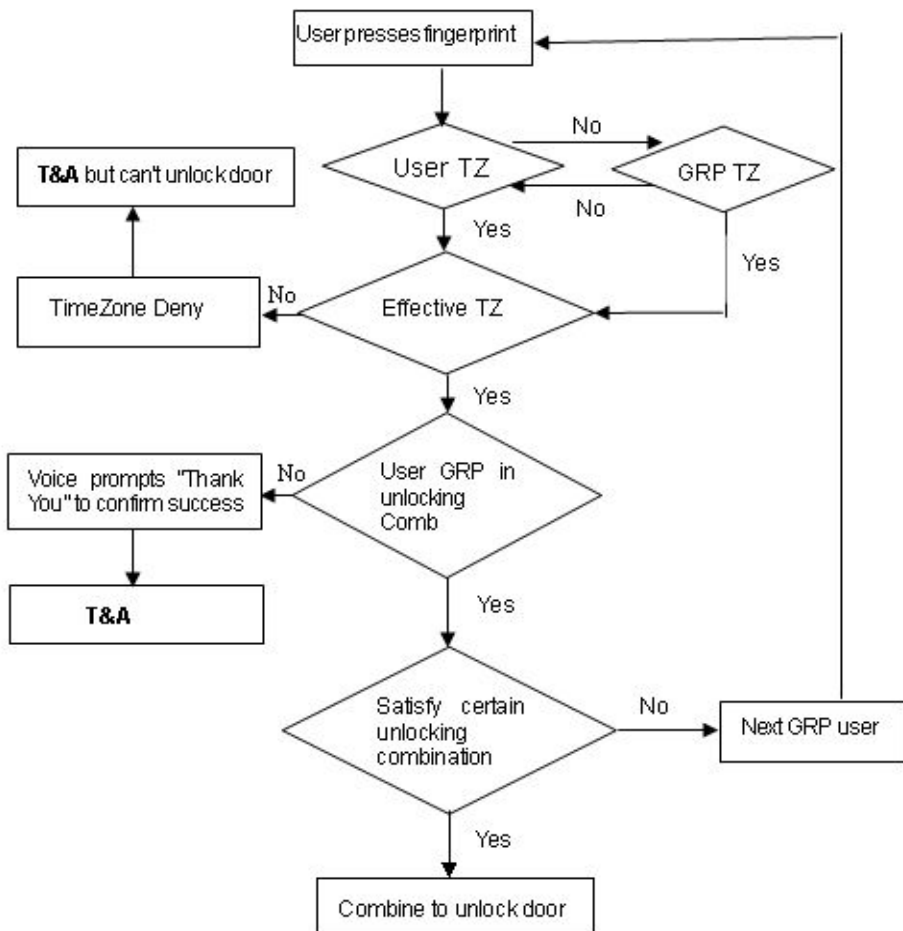 User presses fingerprint
No
User TZ
GRP TZ
No
T&A but can't unlock door
Yes
Yes
TimeZone Deny
No
Effective TZ
Yes
Voice prompts "Thank
You" to confirm success
No
User GRP in
unlocking
Comb
T&A
Yes
Satisfy certain
unlocking
combination
No
Next GRP user
Yes
Combine to unlock door